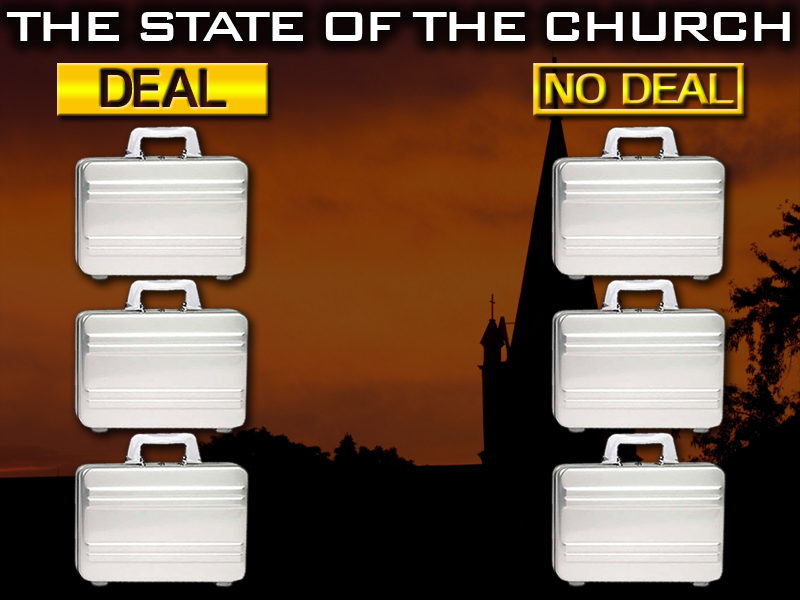 THE STATE OF THE CHURCH
DEAL
NO DEAL